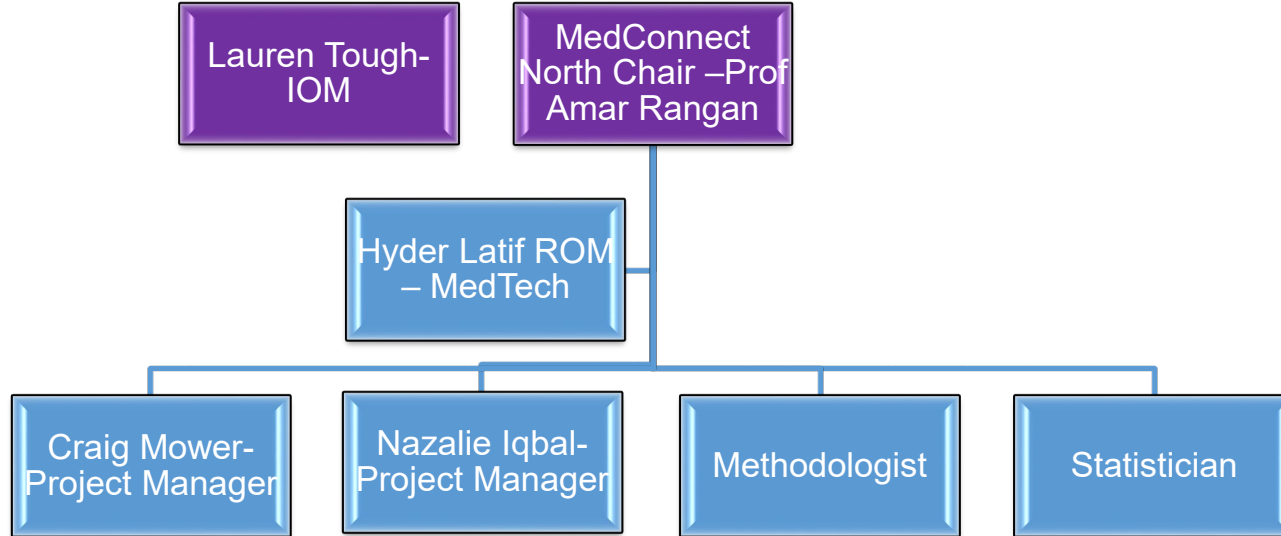 Lauren Tough-
IOM
MedConnect
North Chair –Prof
Amar Rangan
Hyder Latif ROM
– MedTech
Craig Mower-
Project Manager
Nazalie Iqbal-
Project Manager
Methodologist
Statistician